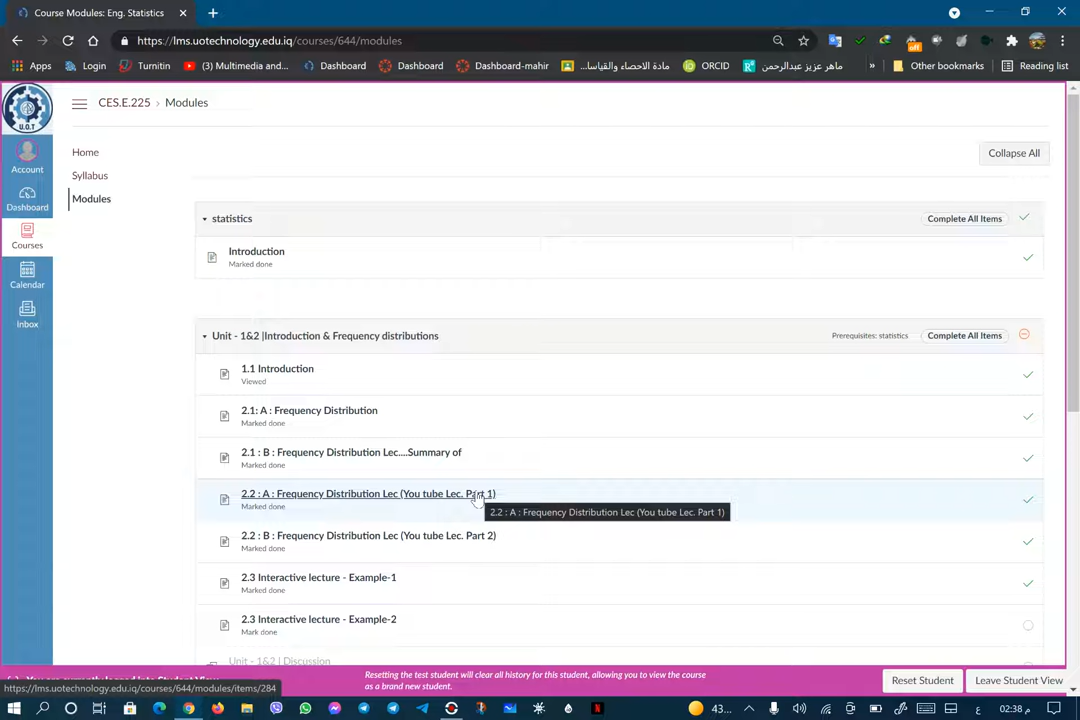 Course Modules: Eng. Statistics
https://lms.uotechnology.edu.iq/courses/644/modules
off
Apps
Login
Turnitin
(3) Multimedia and...
Dashboard
Dashboard
Dashboard-mahir
مادة الاحصاء والقياسا...
ORCID
ماهر عزيز عبدالرحمن
»
Other bookmarks
Reading list
U.O.T
CES.E.225 › Modules
Account
Dashboard
Courses
Calendar
Inbox
Home
Syllabus
Modules
Collapse All
statistics
Complete All Items
Introduction
Marked done
Unit - 1&2 |Introduction & Frequency distributions
Prerequisites: statistics
Complete All Items
1.1 Introduction
Viewed
2.1: A : Frequency Distribution
Marked done
2.1 : B : Frequency Distribution Lec....Summary of
Marked done
2.2 : A : Frequency Distribution Lec (You tube Lec. Part 1)
Marked done
2.2 : A : Frequency Distribution Lec (You tube Lec. Part 1)
2.2 : B : Frequency Distribution Lec (You tube Lec. Part 2)
Marked done
2.3 Interactive lecture - Example-1
Marked done
2.3 Interactive lecture - Example-2
Mark done
Unit - 1&2 | Discussion
You are currently logged into Student View
Resetting the test student will clear all history for this student, allowing you to view the course
as a brand new student.
Reset Student
Leave Student View
https://lms.uotechnology.edu.iq/courses/644/modules/items/284
43...
ع
02:38 م